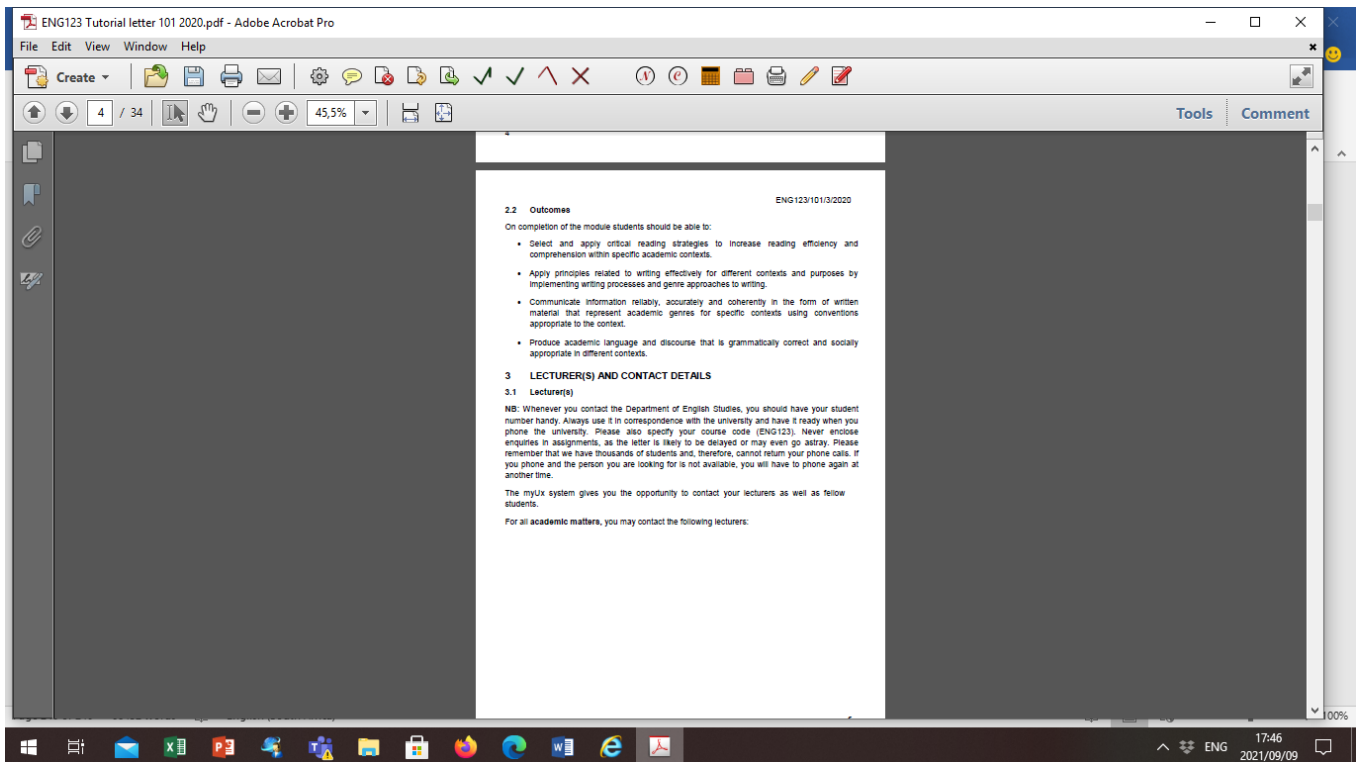 ENG123 Tutorial letter 101 2020.pdf - Adobe Acrobat Pro
File Edit View Window Help
Create
4 / 34 45,5% Tools Comment
ENG123/101/3/2020
2.2 Outcomes
On completion of the module students should be able to:
• Select and apply critical reading strategies to increase reading efficiency and
comprehension within specific academic contexts.
• Apply principles related to writing effectively for different contexts and purposes by
implementing writing processes and genre approaches to writing.
• Communicate information reliably, accurately and coherently in the form of written
material that represent academic genres for specific contexts using conventions
appropriate to the context.
• Produce academic language and discourse that is grammatically correct and socially
appropriate in different contexts.
3 LECTURER(S) AND CONTACT DETAILS
3.1 Lecturer(s)
NB: Whenever you contact the Department of English Studies, you should have your student
number handy. Always use it in correspondence with the university and have it ready when you
phone the university. Please also specify your course code (ENG123). Never enclose
enquiries in assignments, as the letter is likely to be delayed or may even go astray. Please
remember that we have thousands of students and, therefore, cannot return your phone calls. If
you phone and the person you are looking for is not available, you will have to phone again at
another time.
The myUx system gives you the opportunity to contact your lecturers as well as fellow
students.
For all academic matters, you may contact the following lecturers:
100%
ENG
17:46
2021/09/09